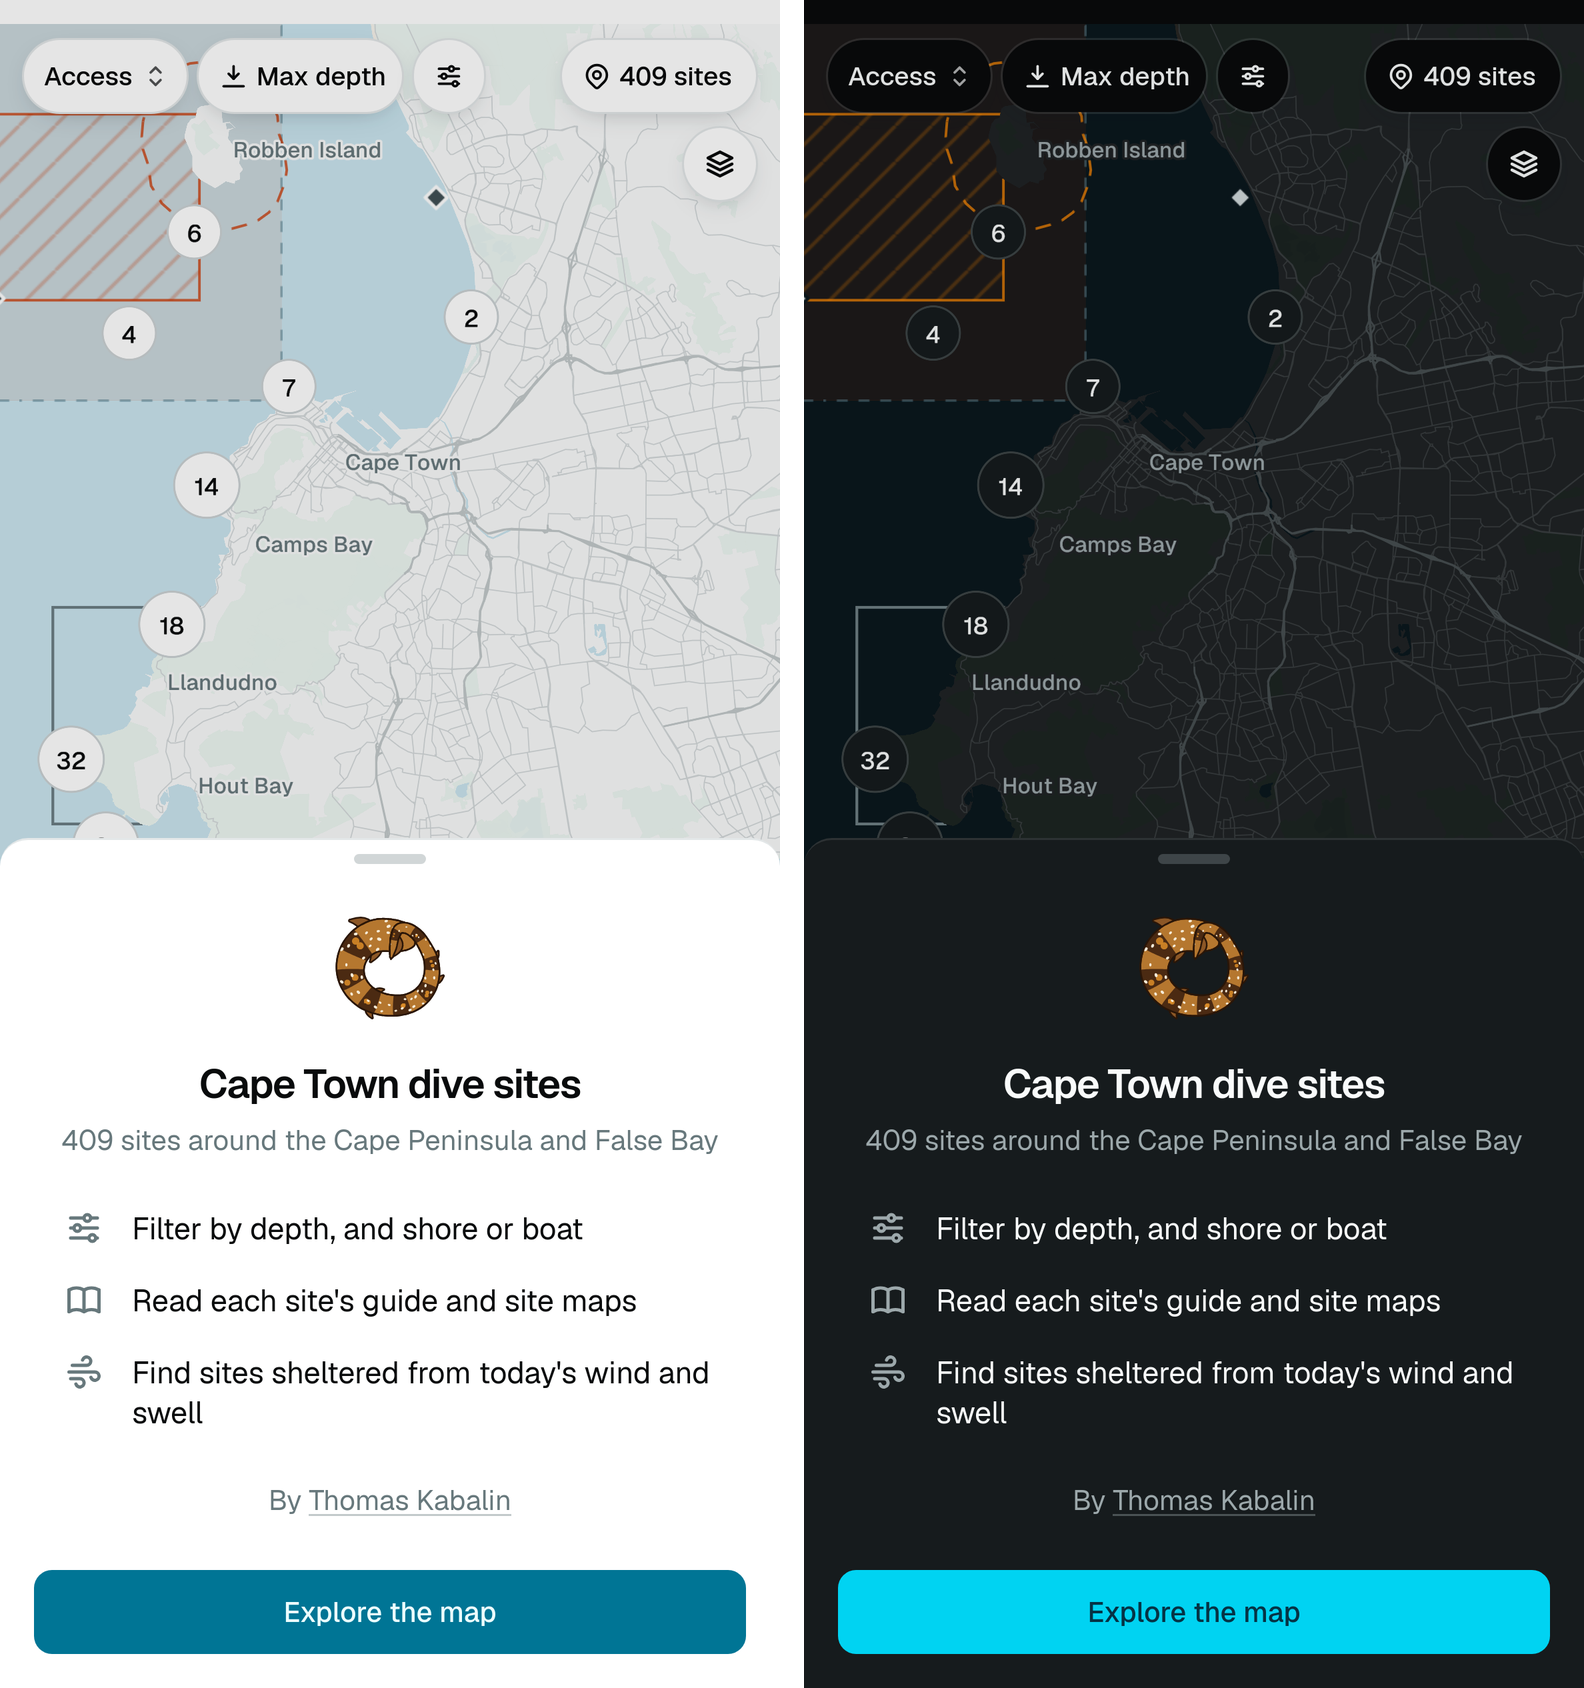 Access
Max depth
409 sites
Robben Island
6
2
4
7
Cape Town
14
Camps Bay
18
Llandudno
32
Hout Bay
Cape Town dive sites
409 sites around the Cape Peninsula and False Bay
Filter by depth, and shore or boat
Read each site's guide and site maps
Find sites sheltered from today's wind and
swell
By Thomas Kabalin
Explore the map
Access
Max depth
409 sites
Robben Island
6
2
4
7
Cape Town
14
Camps Bay
18
Llandudno
32
Hout Bay
Cape Town dive sites
409 sites around the Cape Peninsula and False Bay
Filter by depth, and shore or boat
Read each site's guide and site maps
Find sites sheltered from today's wind and
swell
By Thomas Kabalin
Explore the map